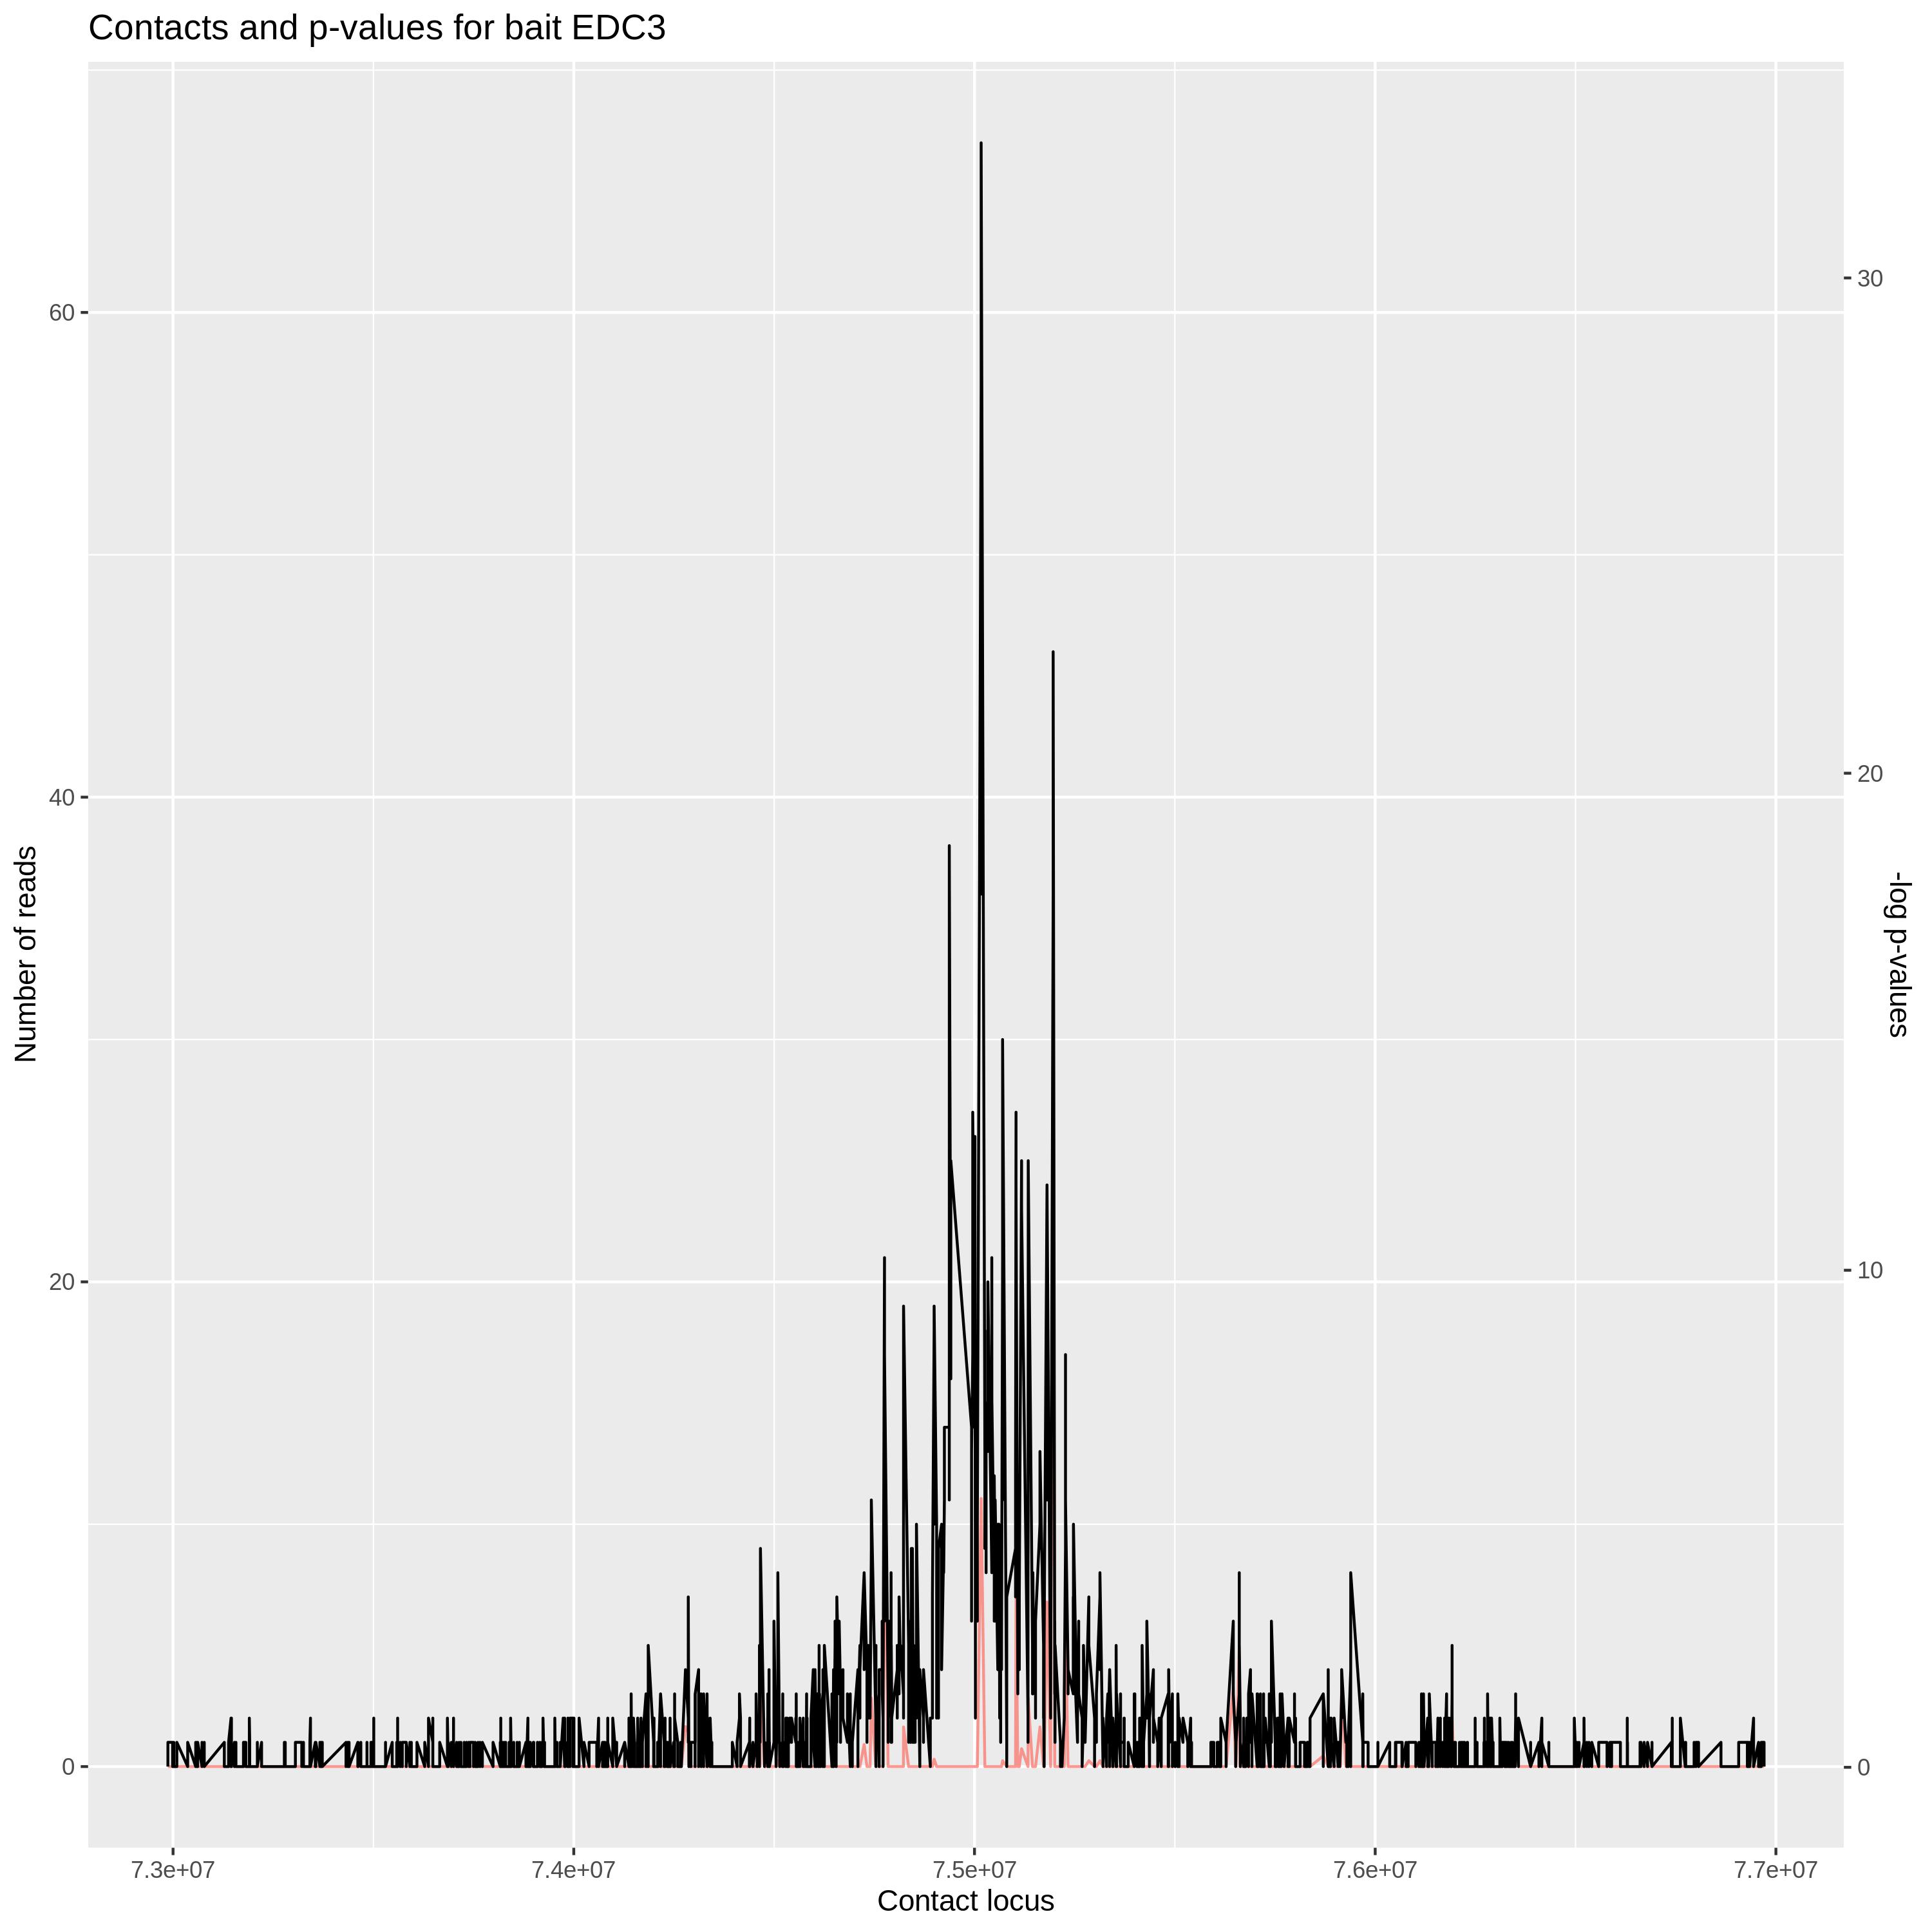 Contacts and p-values for bait EDC3
Number of reads
60
40
20
0
30
20
10
0
-log p-values
7.3e+07 7.4e+07 7.5e+07 7.6e+07 7.7e+07
Contact locus